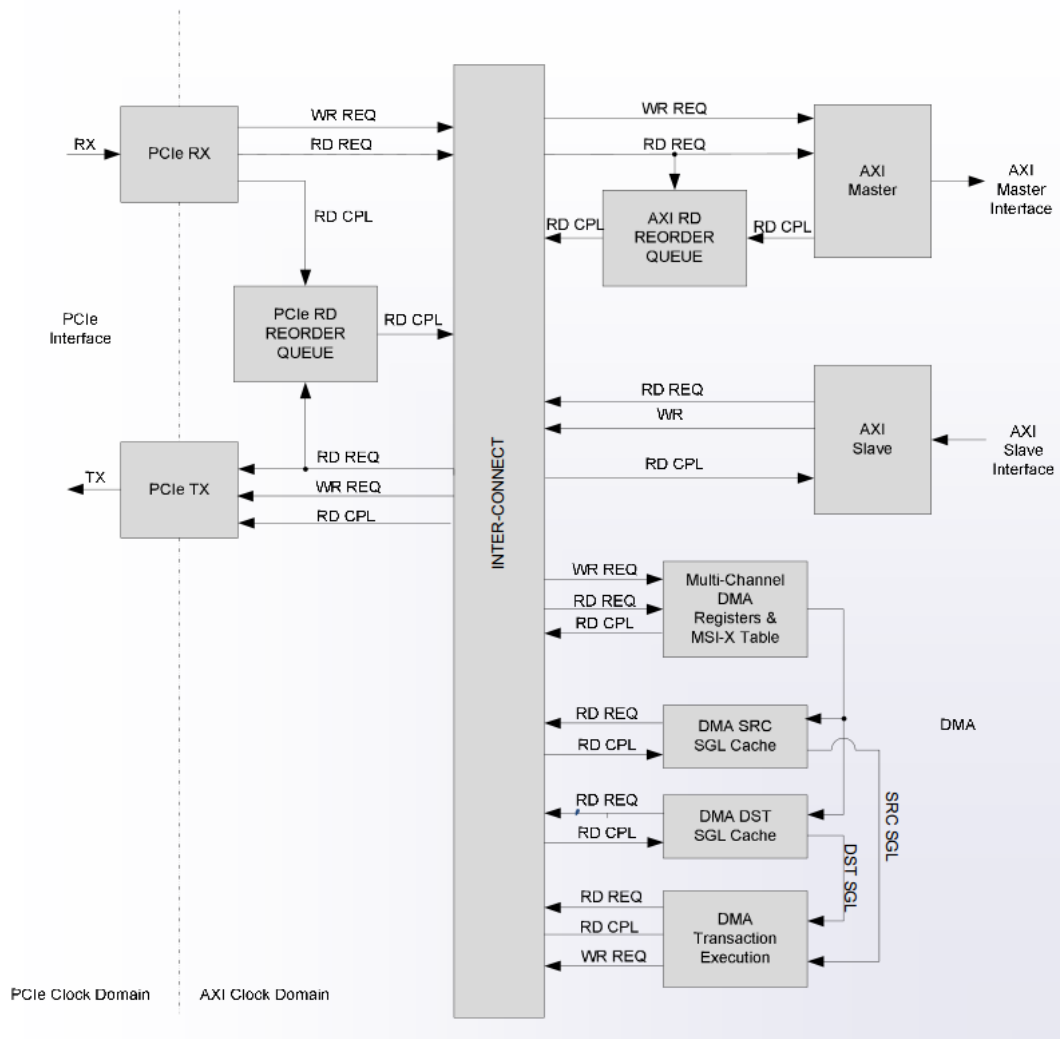 WR REQ
RX
PCIe RX
RD REQ
RD CPL
PCIe
Interface
PCIe RD
REORDER
QUEUE
RD CPL
RD REQ
TX
PCIe TX
WR REQ
RD CPL
INTER-CONNECT
WR REQ
RD REQ
AXI
Master
AXI
Master
Interface
RD CPL
AXI RD
REORDER
QUEUE
RD CPL
RD REQ
WR
RD CPL
AXI
Slave
AXI
Slave
Interface
WR REQ
RD REQ
RD CPL
Multi-Channel
DMA
Registers &
MSI-X Table
RD REQ
RD CPL
DMA SRC
SGL Cache
DMA
RD REQ
RD CPL
DMA DST
SGL Cache
SRC SGL
DST SGL
RD REQ
RD CPL
WR REQ
DMA
Transaction
Execution
PCIe Clock Domain
AXI Clock Domain